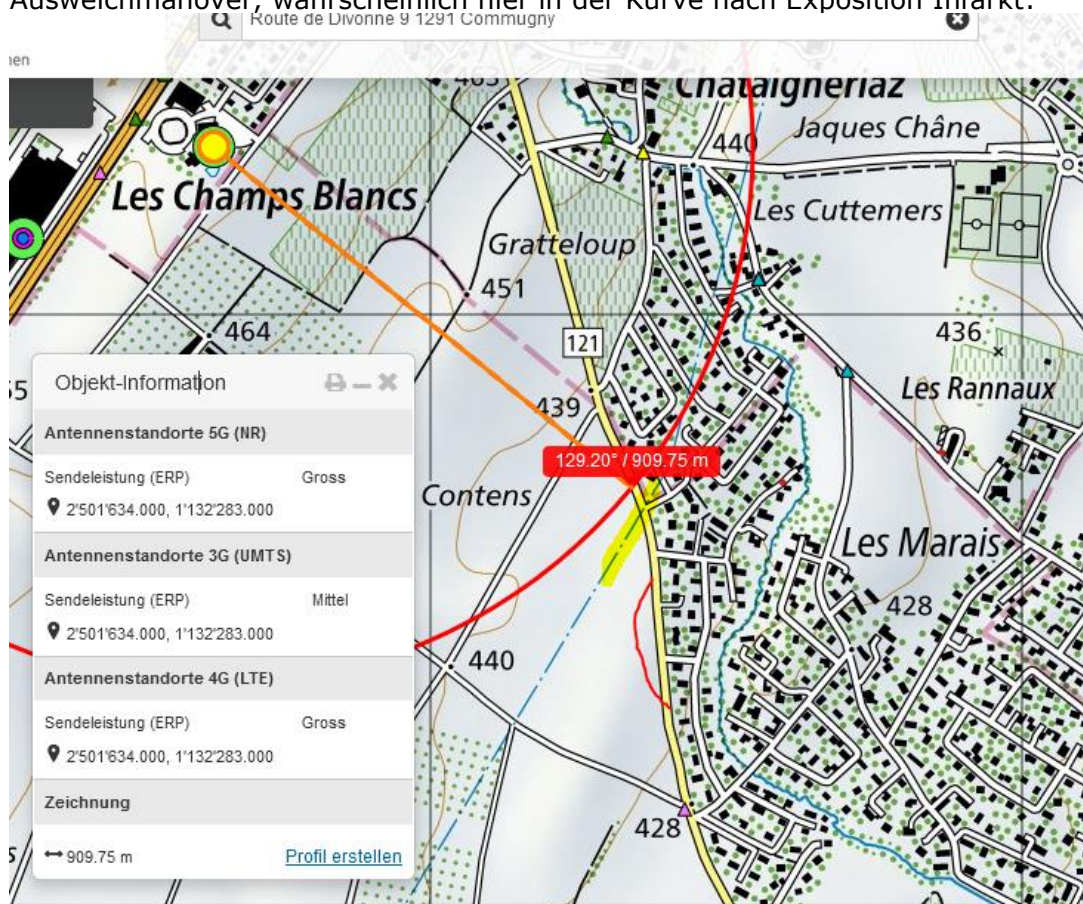 Ausweichmanöver, wahrscheinlich hier in der Kurve nach Exposition Infarkt.
Route de Divonne 9 1291 Commugny
Chataigneriaz
440
Jaques Châne
Les Champs Blancs
Les Cuttemers
Gratteloup
451
464
121
436
Les Rannaux
439
129.20° / 909.75 m
Contens
Les Marais
428
440
428
Objekt-Information
Antennenstandorte 5G (NR)
Sendeleistung (ERP) Gross
2'501'634.000, 1'132'283.000
Antennenstandorte 3G (UMTS)
Sendeleistung (ERP) Mittel
2'501'634.000, 1'132'283.000
Antennenstandorte 4G (LTE)
Sendeleistung (ERP) Gross
2'501'634.000, 1'132'283.000
Zeichnung
909.75 m Profil erstellen